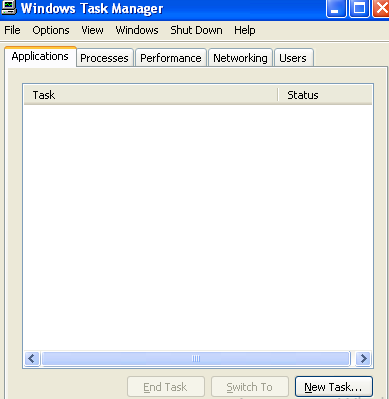 Windows Task Manager
File Options View Windows Shut Down Help
Applications Processes Performance Networking Users
Task Status
End Task Switch To New Task...